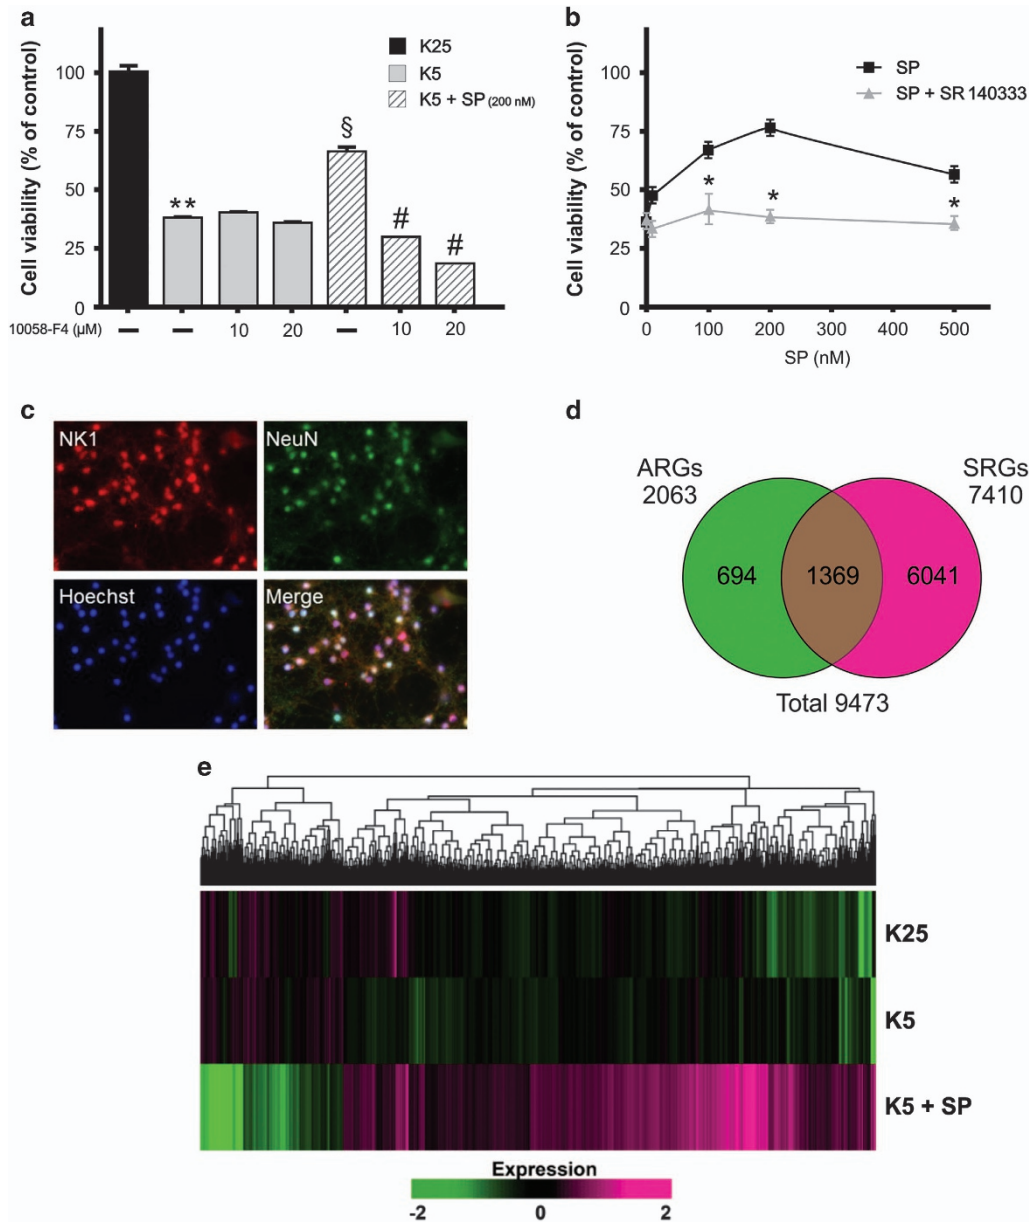 a
Cell viability (% of control)
100
75
50
25
0
K25
K5
K5 + SP (200 nM)
**
§
#
#
10058-F4 (µM)
– – 10 20 – 10 20
b
Cell viability (% of control)
100
75
50
25
0
SP
SP + SR 140333
*
*
*
0 100 200 300 400 500
SP (nM)
c
NK1
NeuN
Hoechst
Merge
d
ARGs
2063
SRGs
7410
694
1369
6041
Total 9473
e
K25
K5
K5 + SP
Expression
-2 0 2